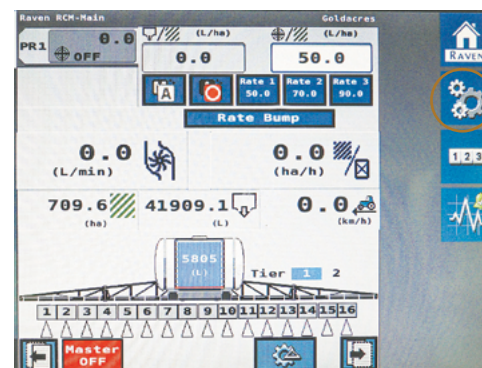 Raven RCM-Main Goldacres
PR1 0.0 OFF
(L/ha) (L/ha)
0.0 50.0
A
Rate 1 Rate 2 Rate 3
50.0 70.0 90.0
Rate Bump
0.0 0.0
(L/min) (ha/h)
709.6 41909.1 0.0
(ha) (L) (km/h)
5805
(L)
Tier 1 2
1 2 3 4 5 6 7 8 9 10 11 12 13 14 15 16
Master
OFF
RAVEN
1,2,3